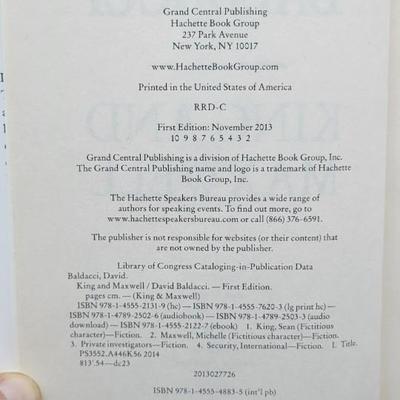 Grand Central Publishing
Hachette Book Group
237 Park Avenue
New York, NY 10017
www.HachetteBookGroup.com
Printed in the United States of America
RRD-C
First Edition: November 2013
10 9 8 7 6 5 4 3 2
Grand Central Publishing is a division of Hachette Book Group, Inc.
The Grand Central Publishing name and logo is a trademark of Hachette
Book Group, Inc.
The Hachette Speakers Bureau provides a wide range of
authors for speaking events. To find out more, go to
www.hachettespeakersbureau.com or call (866) 376-6591.
The publisher is not responsible for websites (or their content) that
are not owned by the publisher.
Library of Congress Cataloging-in-Publication Data
Baldacci, David.
King and Maxwell / David Baldacci. — First Edition.
pages cm. — (King & Maxwell)
ISBN 978-1-4555-2131-9 (hc) — ISBN 978-1-4555-7620-3 (lg print hc) —
ISBN 978-1-4789-2502-6 (audiobook) — ISBN 978-1-4789-2503-3 (audio
download) — ISBN 978-1-4555-2122-7 (ebook) 1. King, Sean (Fictitious
character)—Fiction. 2. Maxwell, Michelle (Fictitious character)—Fiction.
3. Private investigators—Fiction. 4. Security, International—Fiction. I. Title.
PS3552.A446K56 2014
813'.54—dc23
2013027726
ISBN 978-1-4555-4883-5 (int'l pb)